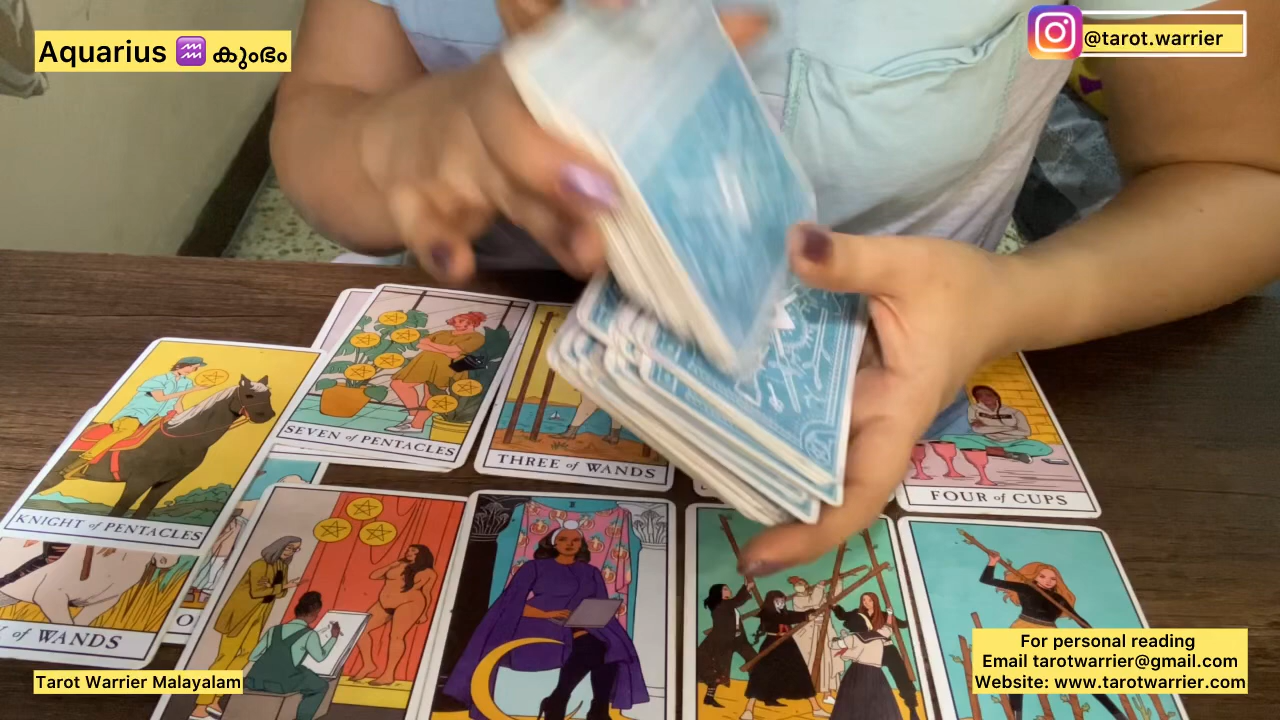 Aquarius ♒ കുംഭം
@tarot.warrier
SEVEN of PENTACLES
THREE of WANDS
FOUR of CUPS
KNIGHT of PENTACLES
of WANDS
II
For personal reading
Email tarotwarrier@gmail.com
Website: www.tarotwarrier.com
Tarot Warrier Malayalam